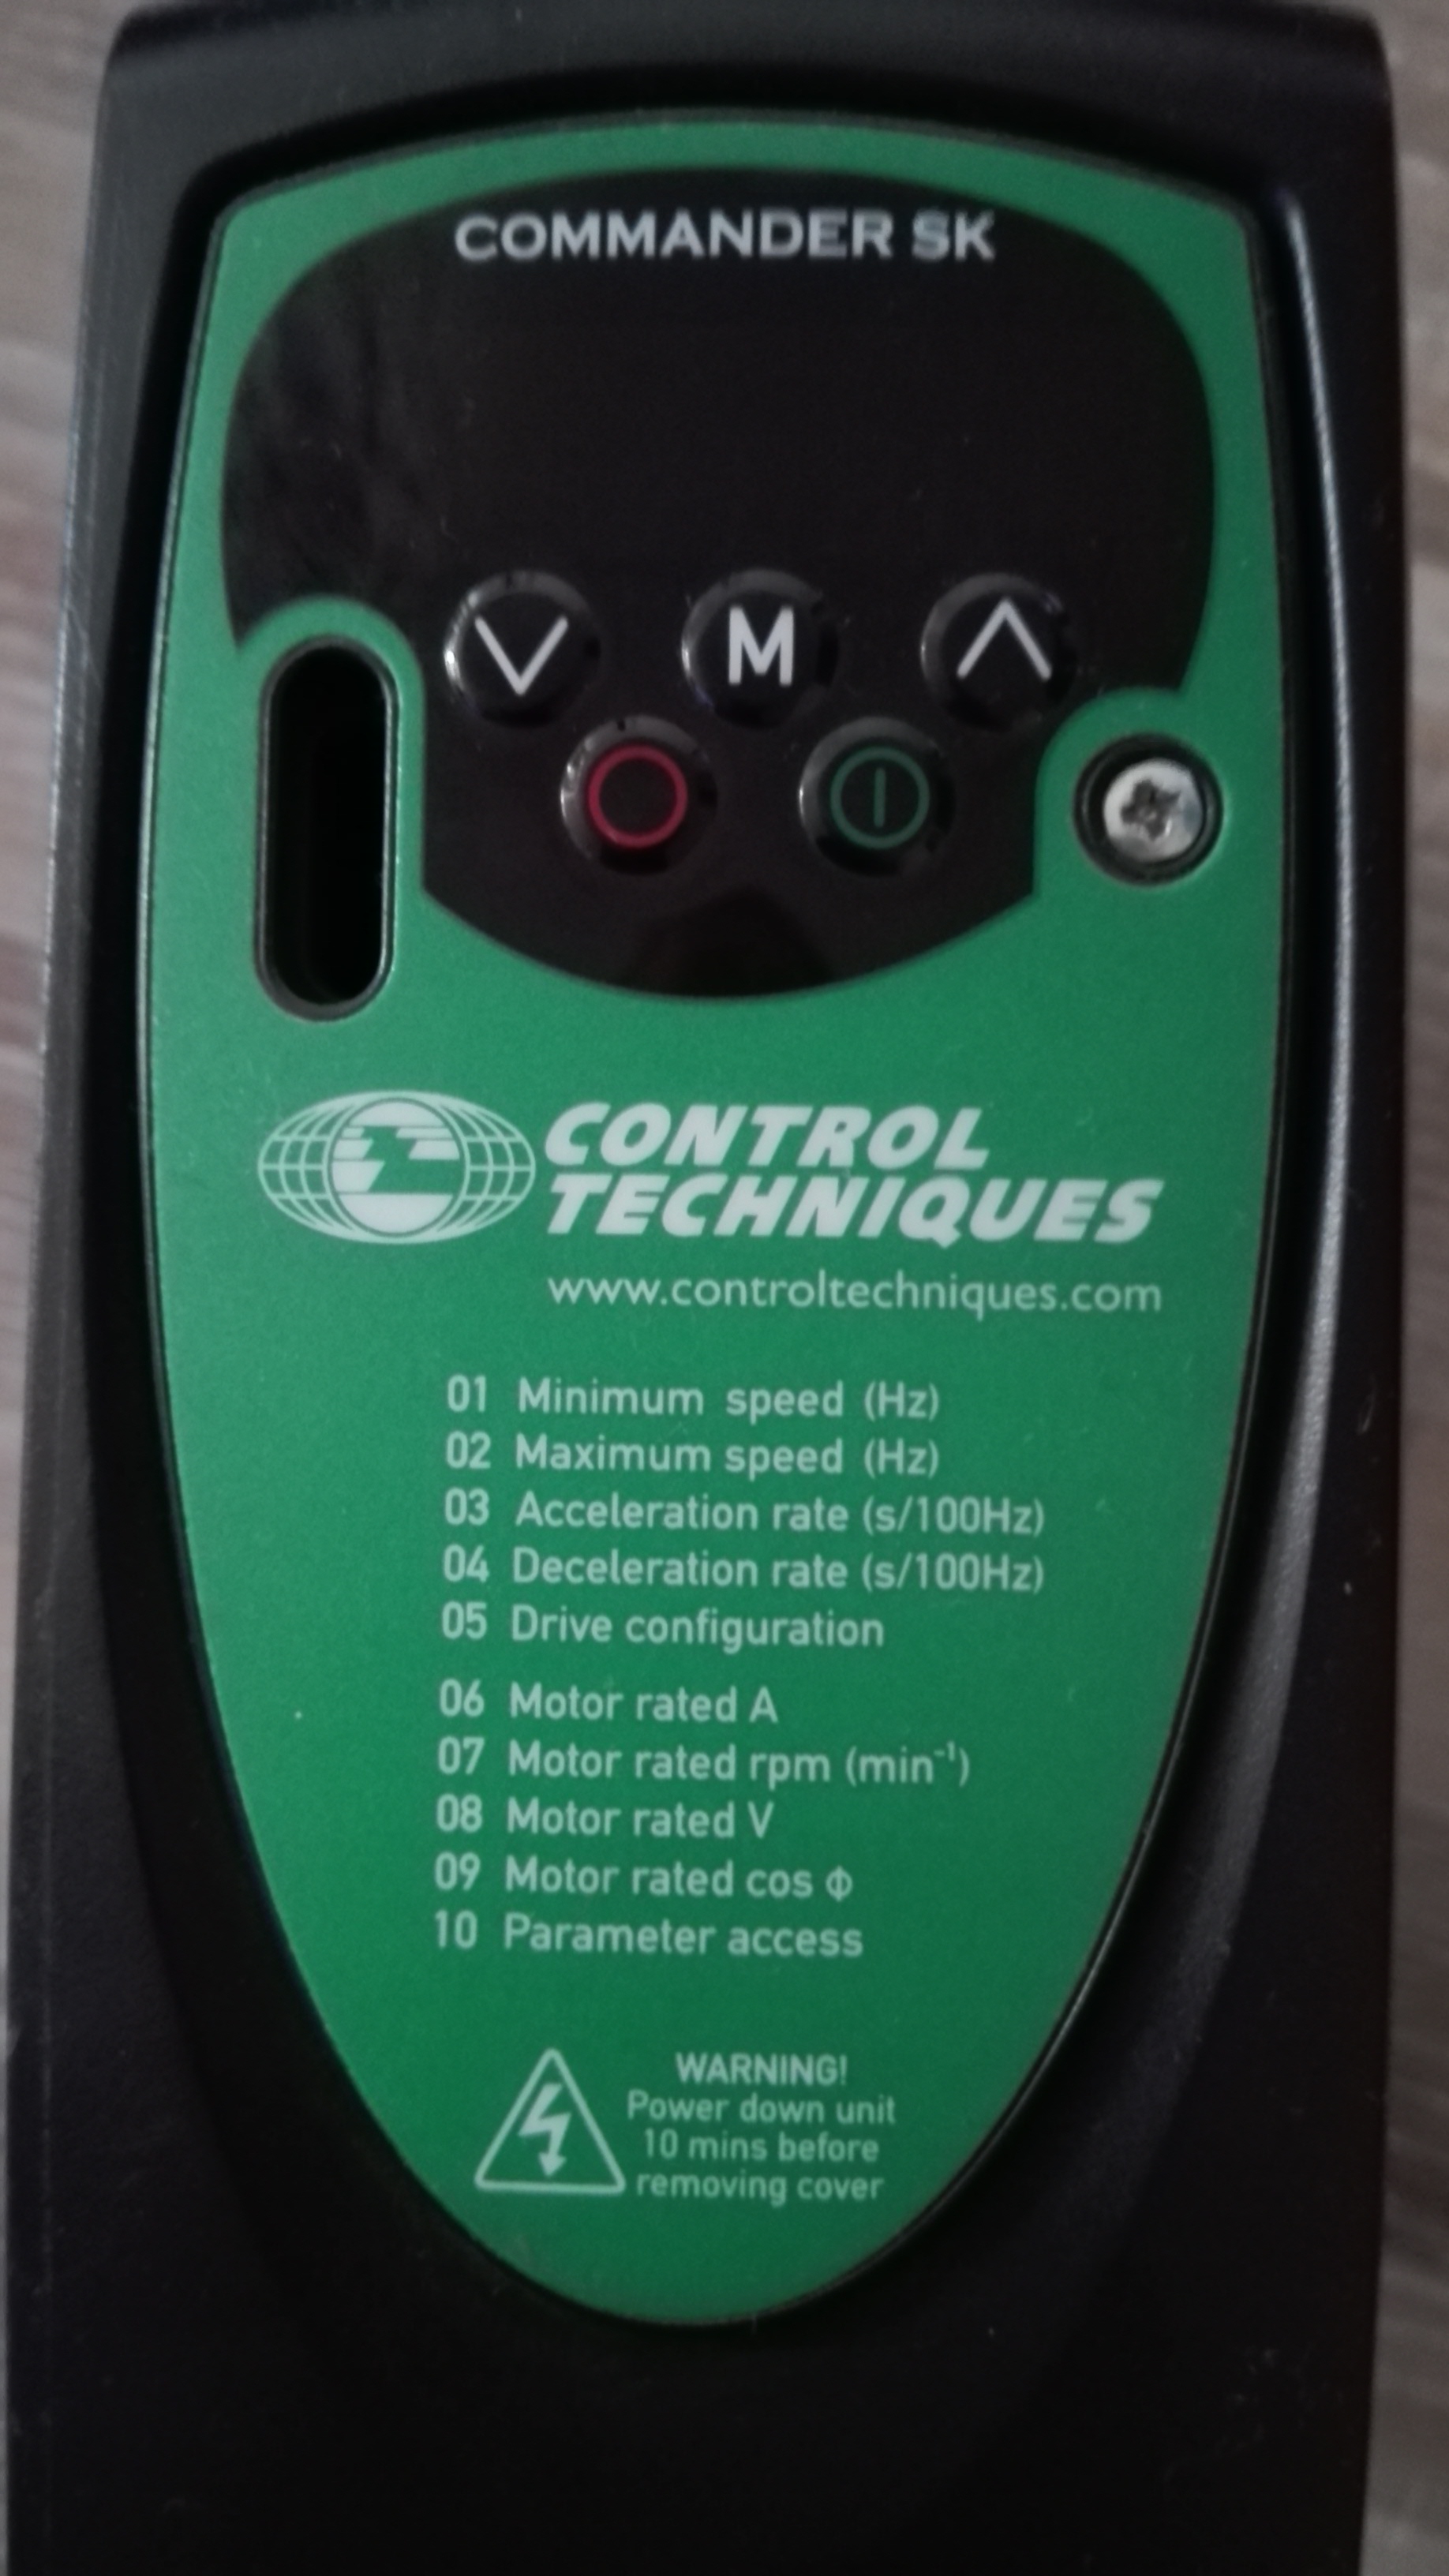 COMMANDER SK
M
CONTROL
TECHNIQUES
www.controltechniques.com
01 Minimum speed (Hz)
02 Maximum speed (Hz)
03 Acceleration rate (s/100Hz)
04 Deceleration rate (s/100Hz)
05 Drive configuration
06 Motor rated A
07 Motor rated rpm (min⁻¹)
08 Motor rated V
09 Motor rated cos Φ
10 Parameter access
WARNING!
Power down unit
10 mins before
removing cover